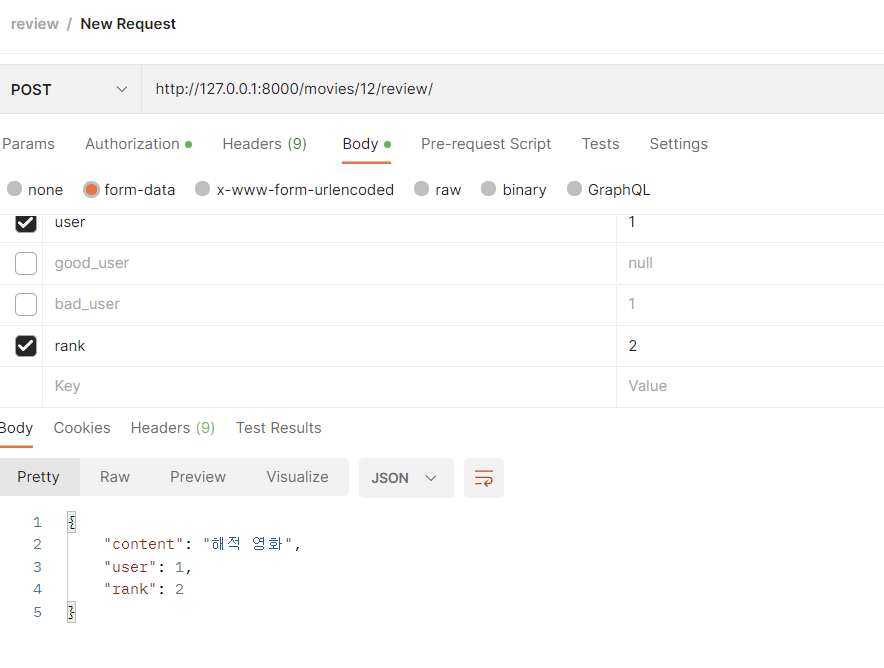 review / New Request
POST http://127.0.0.1:8000/movies/12/review/
Params Authorization Headers (9) Body Pre-request Script Tests Settings
none form-data x-www-form-urlencoded raw binary GraphQL
user 1
good_user null
bad_user 1
rank 2
Key Value
Body Cookies Headers (9) Test Results
Pretty Raw Preview Visualize JSON
1 {
2 "content": "해적 영화",
3 "user": 1,
4 "rank": 2
5 }